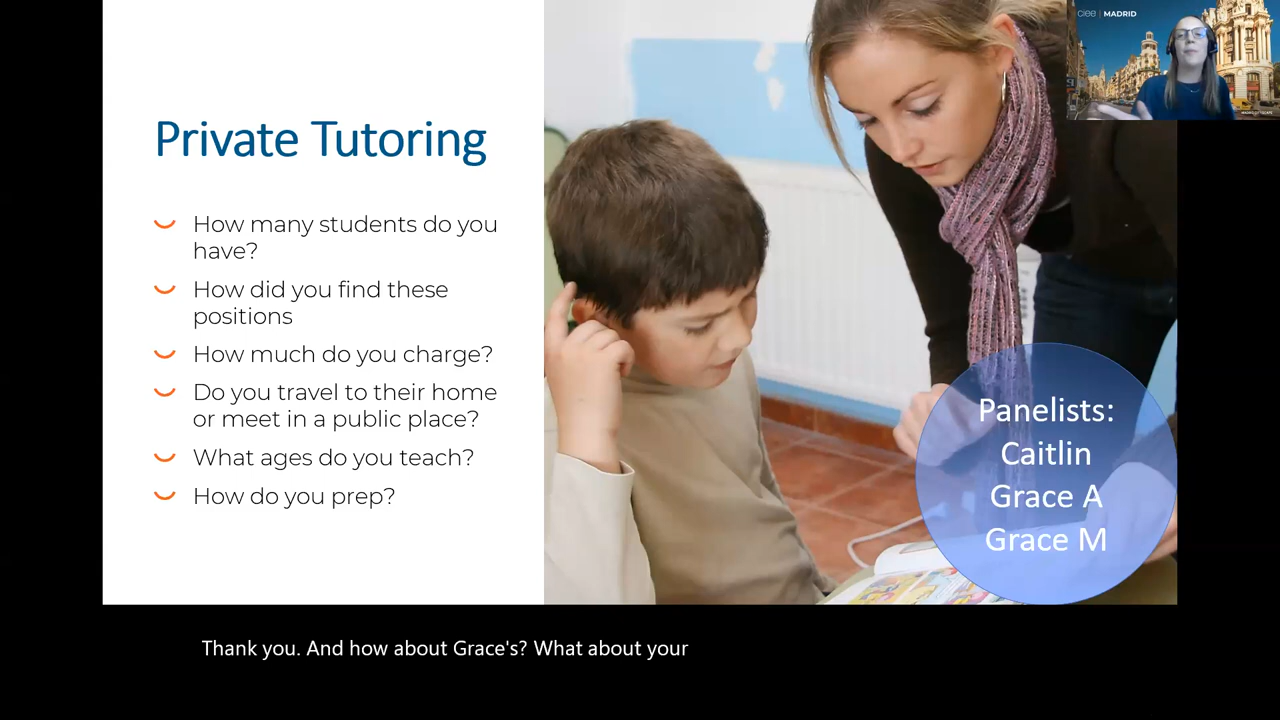 ciee | MADRID
Private Tutoring
How many students do you
have?
How did you find these
positions
How much do you charge?
Do you travel to their home
or meet in a public place?
What ages do you teach?
How do you prep?
Panelists:
Caitlin
Grace A
Grace M
Thank you. And how about Grace's? What about your